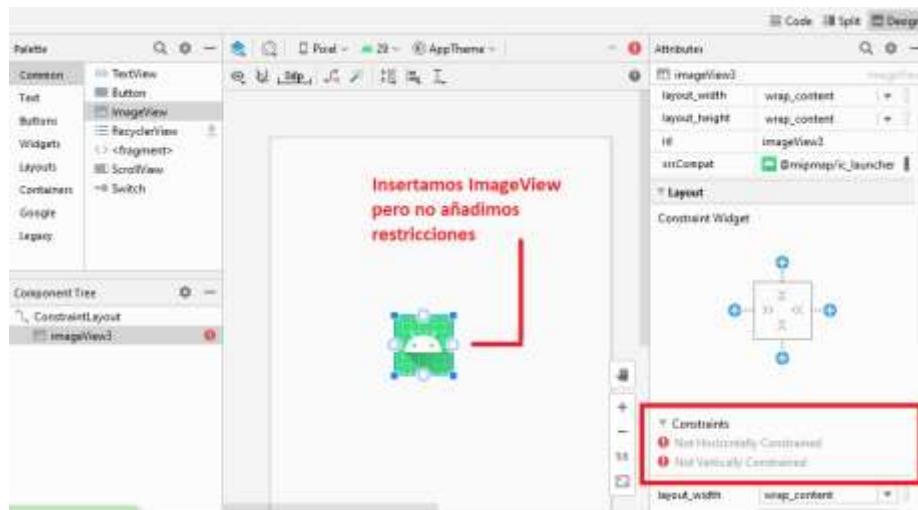 Code Split Design
Palette
Common
Text
Buttons
Widgets
Layouts
Containers
Google
Legacy
TextView
Button
ImageView
RecyclerView
<fragment>
ScrollView
Switch
Component Tree
ConstraintLayout
imageView3
Pixel 29 AppTheme
Insertamos ImageView
pero no añadimos
restricciones
1:1
Attributes
imageView3
layout_width wrap_content
layout_height wrap_content
id imageView3
srcCompat @mipmap/ic_launcher
Layout
Constraint Widget
Constraints
Not Horizontally Constrained
Not Vertically Constrained
layout_width wrap_content